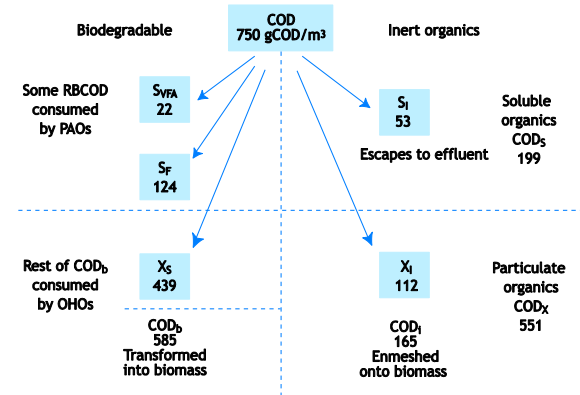 COD
750 gCOD/m³
Biodegradable
Inert organics
Some RBCOD
consumed
by PAOs
S_VFA
22
S_I
53
Soluble
organics
COD_S
199
Escapes to effluent
S_F
124
Rest of COD_b
consumed
by OHOs
X_S
439
X_I
112
Particulate
organics
COD_X
551
COD_b
585
Transformed
into biomass
COD_I
165
Enmeshed
onto biomass